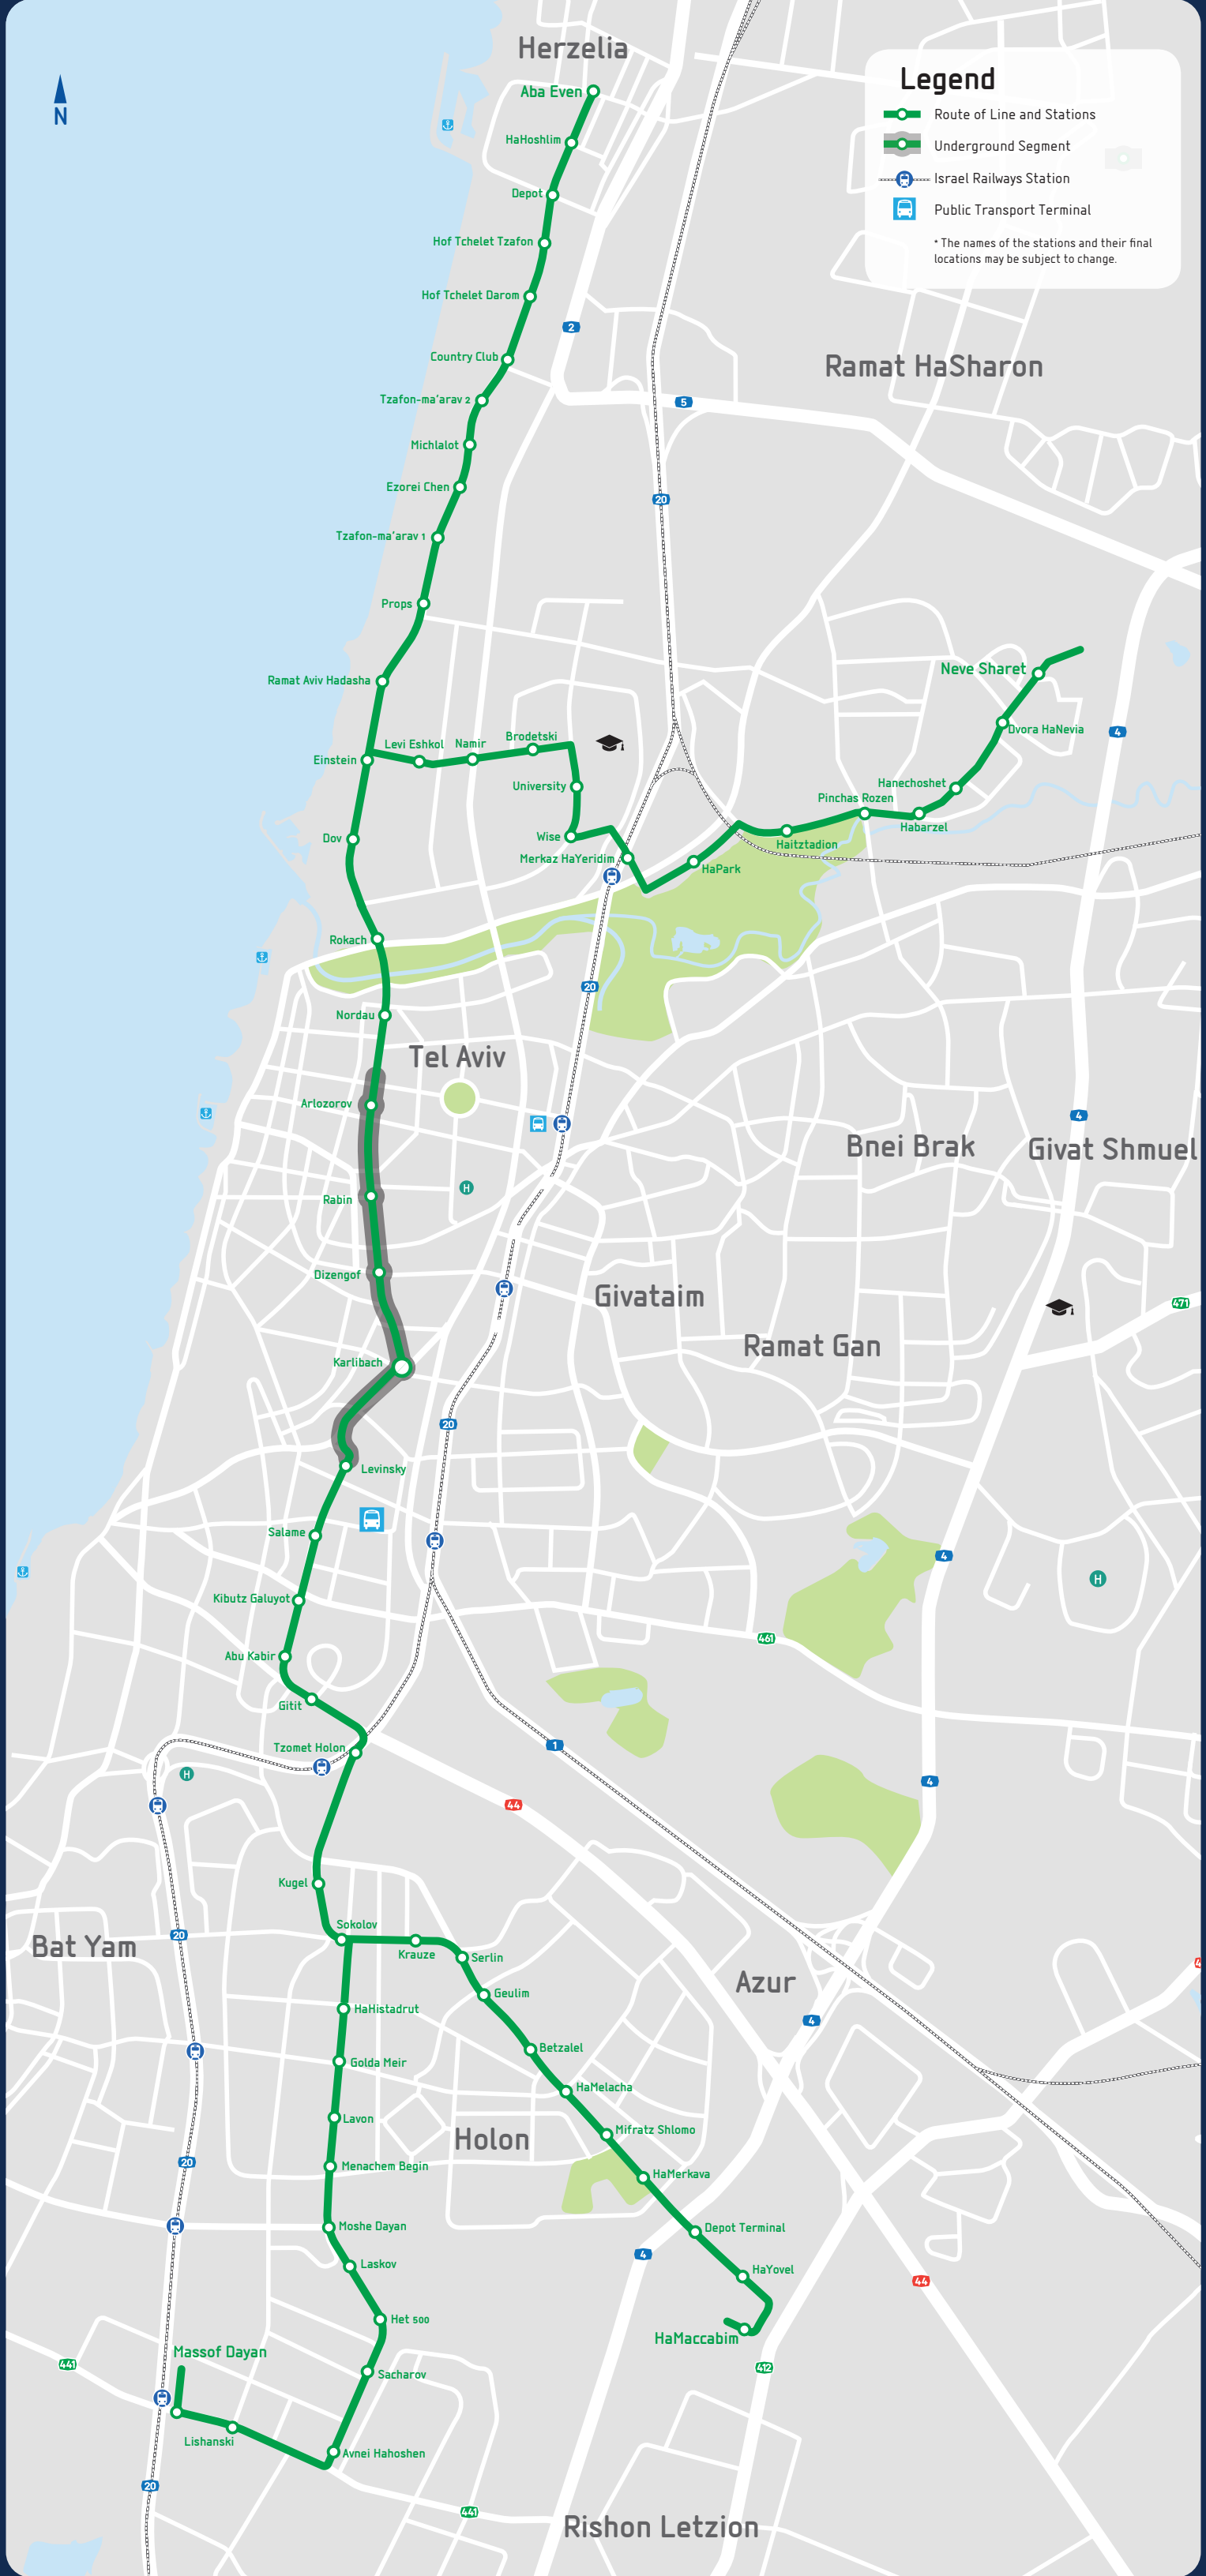 Herzelia
Legend
Route of Line and Stations
Underground Segment
Israel Railways Station
Public Transport Terminal
* The names of the stations and their final
locations may be subject to change.
N
Aba Even
HaHoshlim
Depot
Hof Tchelet Tzafon
Hof Tchelet Darom
2
Country Club
Ramat HaSharon
Tzafon-ma'arav 2
5
Michlalot
Ezorei Chen
20
Tzafon-ma'arav 1
Props
Neve Sharet
Ramat Aviv Hadasha
Dvora HaNevia
4
Brodetski
Levi Eshkol
Namir
Einstein
University
Hanechoshet
Pinchas Rozen
Habarzel
Dov
Wise
Haitztadion
Merkaz HaYeridim
HaPark
Rokach
20
Nordau
Tel Aviv
Arlozorov
4
Bnei Brak
Givat Shmuel
H
Rabin
Dizengof
Givataim
471
Ramat Gan
Karlibach
20
Levinsky
Salame
4
H
Kibutz Galuyot
461
Abu Kabir
Gitit
Tzomet Holon
1
H
4
44
Kugel
Sokolov
20
Bat Yam
Krauze
Serlin
Azur
Geulim
HaHistadrut
4
Betzalel
Golda Meir
HaMelacha
Lavon
Mifratz Shlomo
Holon
20
Menachem Begin
HaMerkava
Moshe Dayan
Depot Terminal
4
Laskov
HaYovel
44
Het 500
HaMaccabim
Massof Dayan
441
412
Sacharov
Lishanski
Avnei Hahoshen
20
441
Rishon Letzion